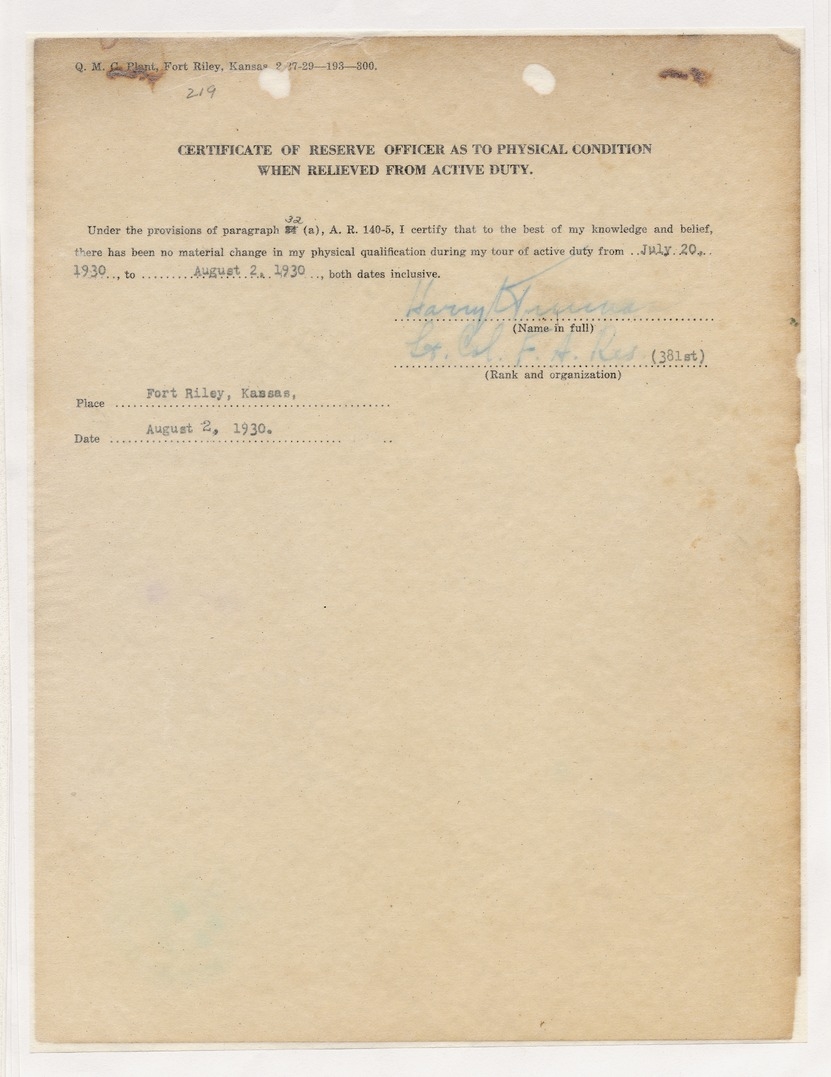 Q. M. C. Plant, Fort Riley, Kansas 2 27-29—193—300.
219
CERTIFICATE OF RESERVE OFFICER AS TO PHYSICAL CONDITION
WHEN RELIEVED FROM ACTIVE DUTY.
32
Under the provisions of paragraph (a), A. R. 140-5, I certify that to the best of my knowledge and belief,
there has been no material change in my physical qualification during my tour of active duty from ..July 20,..
1930.., to .........August 2, 1930 .., both dates inclusive.
Harry S Truman
(Name in full)
Lt. Col. F. A. Res (381st)
(Rank and organization)
Fort Riley, Kansas,
Place
August 2, 1930.
Date